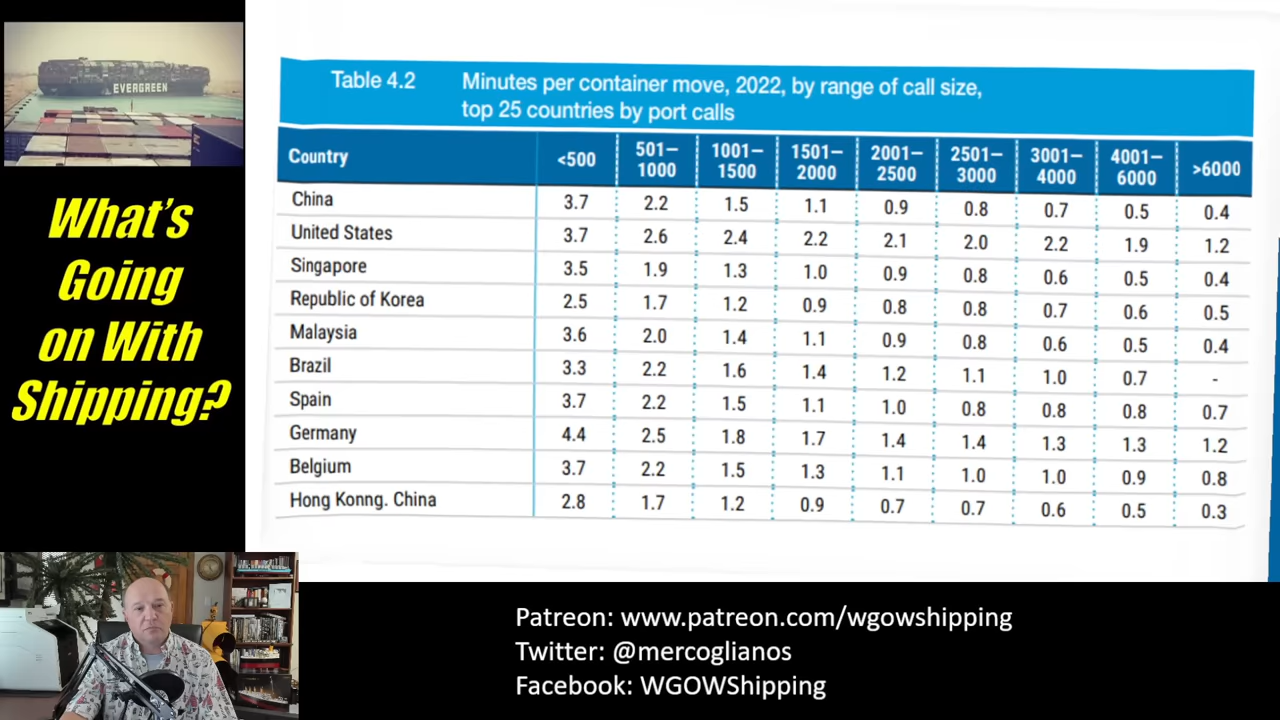 EVERGREEN
What's
Going
on With
Shipping?
Table 4.2 Minutes per container move, 2022, by range of call size,
top 25 countries by port calls
Country <500 501– 1000 1001– 1500 1501– 2000 2001– 2500 2501– 3000 3001– 4000 4001– 6000 >6000
China 3.7 2.2 1.5 1.1 0.9 0.8 0.7 0.5 0.4
United States 3.7 2.6 2.4 2.2 2.1 2.0 2.2 1.9 1.2
Singapore 3.5 1.9 1.3 1.0 0.9 0.8 0.6 0.5 0.4
Republic of Korea 2.5 1.7 1.2 0.9 0.8 0.8 0.7 0.6 0.5
Malaysia 3.6 2.0 1.4 1.1 0.9 0.8 0.6 0.5 0.4
Brazil 3.3 2.2 1.6 1.4 1.2 1.1 1.0 0.7 -
Spain 3.7 2.2 1.5 1.1 1.0 0.8 0.8 0.8 0.7
Germany 4.4 2.5 1.8 1.7 1.4 1.4 1.3 1.3 1.2
Belgium 3.7 2.2 1.5 1.3 1.1 1.0 1.0 0.9 0.8
Hong Konng. China 2.8 1.7 1.2 0.9 0.7 0.7 0.6 0.5 0.3
Patreon: www.patreon.com/wgowshipping
Twitter: @mercoglianos
Facebook: WGOWShipping